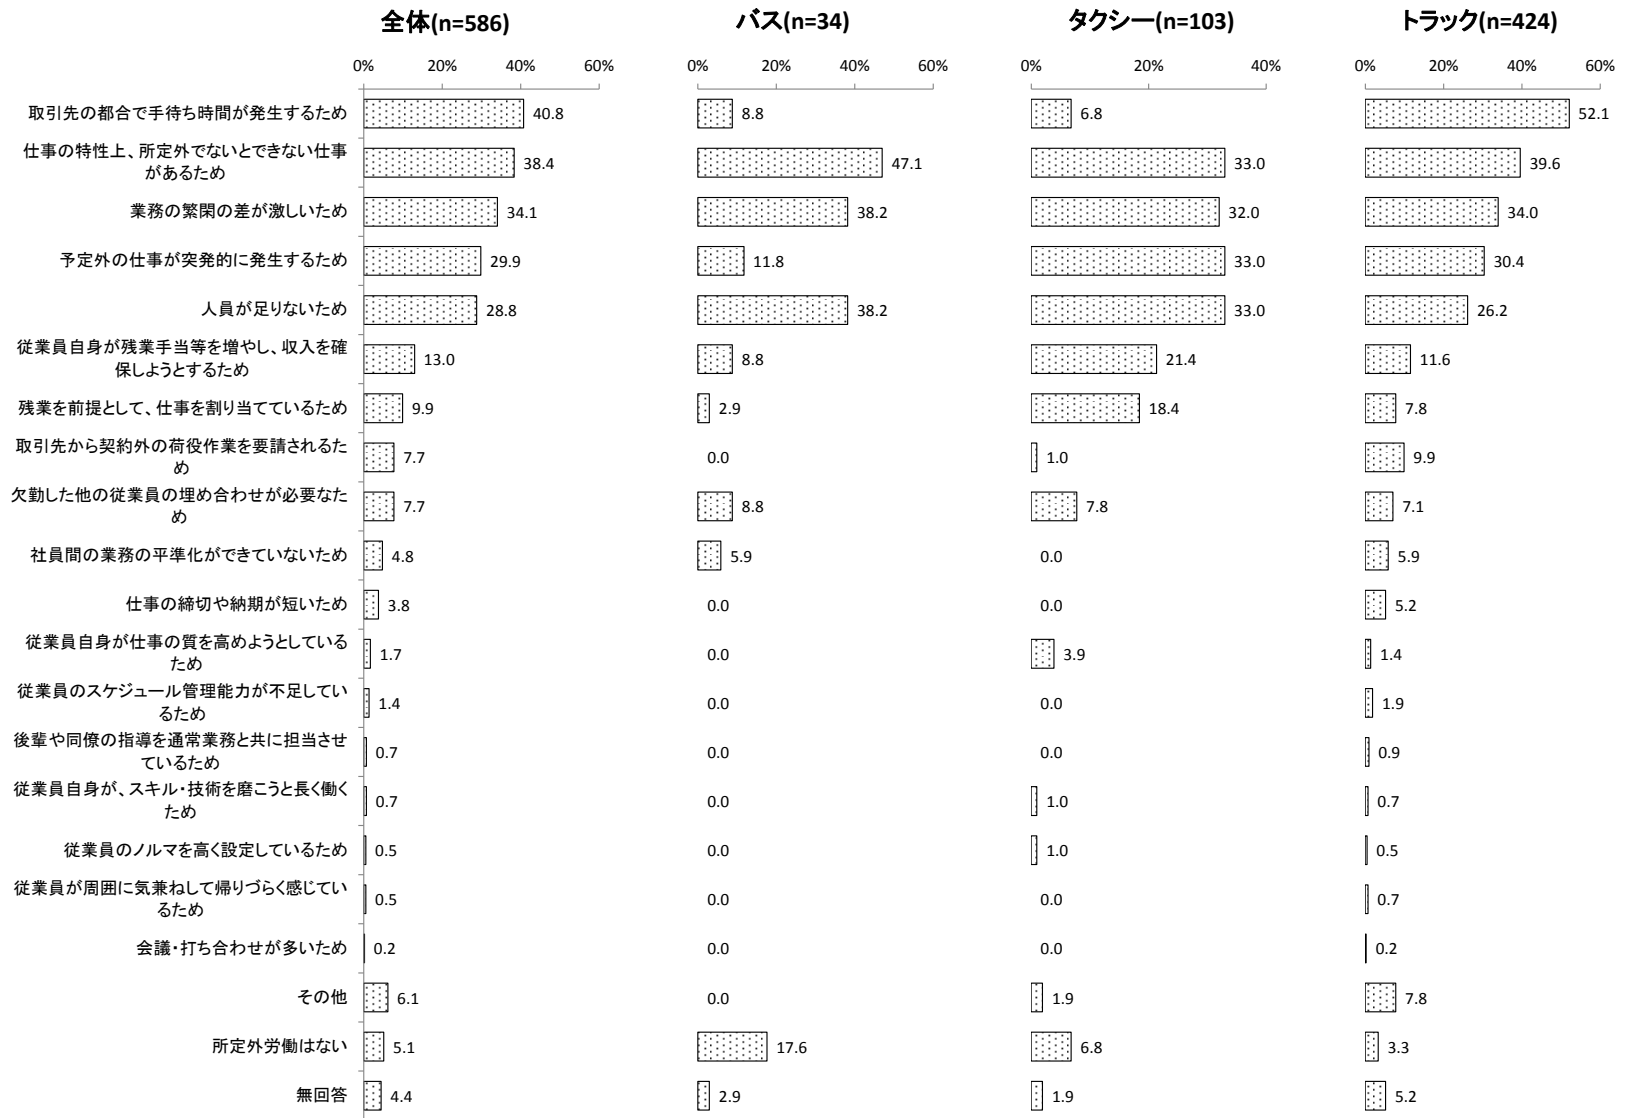 全体(n=586) バス(n=34) タクシー(n=103) トラック(n=424)
0% 20% 40% 60% 0% 20% 40% 60% 0% 20% 40% 0% 20% 40% 60%
取引先の都合で手待ち時間が発生するため 40.8 8.8 6.8 52.1
仕事の特性上、所定外でないとできない仕事
があるため 38.4 47.1 33.0 39.6
業務の繁閑の差が激しいため 34.1 38.2 32.0 34.0
予定外の仕事が突発的に発生するため 29.9 11.8 33.0 30.4
人員が足りないため 28.8 38.2 33.0 26.2
従業員自身が残業手当等を増やし、収入を確
保しようとするため 13.0 8.8 21.4 11.6
残業を前提として、仕事を割り当てているため 9.9 2.9 18.4 7.8
取引先から契約外の荷役作業を要請されるた
め 7.7 0.0 1.0 9.9
欠勤した他の従業員の埋め合わせが必要なた
め 7.7 8.8 7.8 7.1
社員間の業務の平準化ができていないため 4.8 5.9 0.0 5.9
仕事の締切や納期が短いため 3.8 0.0 0.0 5.2
従業員自身が仕事の質を高めようとしている
ため 1.7 0.0 3.9 1.4
従業員のスケジュール管理能力が不足してい
るため 1.4 0.0 0.0 1.9
後輩や同僚の指導を通常業務と共に担当させ
ているため 0.7 0.0 0.0 0.9
従業員自身が、スキル・技術を磨こうと長く働く
ため 0.7 0.0 1.0 0.7
従業員のノルマを高く設定しているため 0.5 0.0 1.0 0.5
従業員が周囲に気兼ねして帰りづらく感じてい
るため 0.5 0.0 0.0 0.7
会議・打ち合わせが多いため 0.2 0.0 0.0 0.2
その他 6.1 0.0 1.9 7.8
所定外労働はない 5.1 17.6 6.8 3.3
無回答 4.4 2.9 1.9 5.2